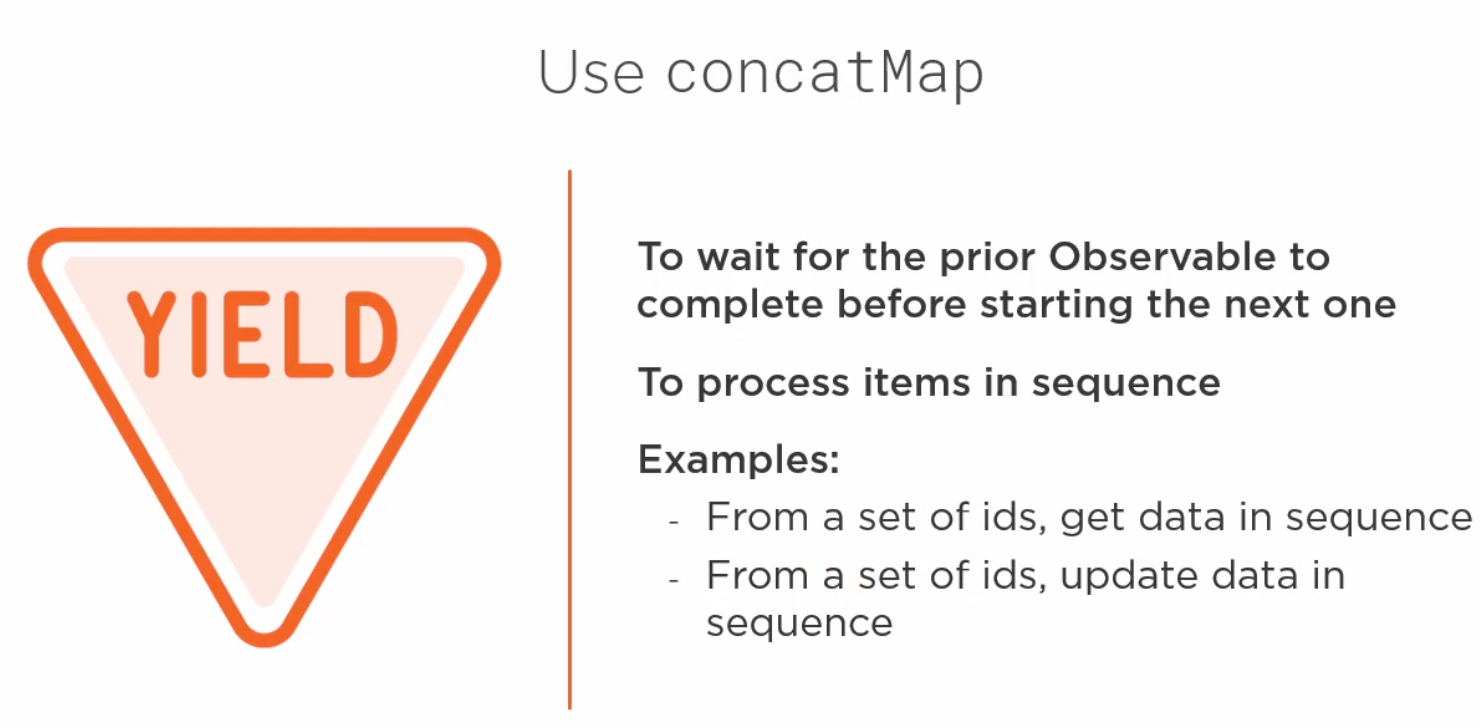 Use concatMap
YIELD
To wait for the prior Observable to
complete before starting the next one
To process items in sequence
Examples:
- From a set of ids, get data in sequence
- From a set of ids, update data in
sequence